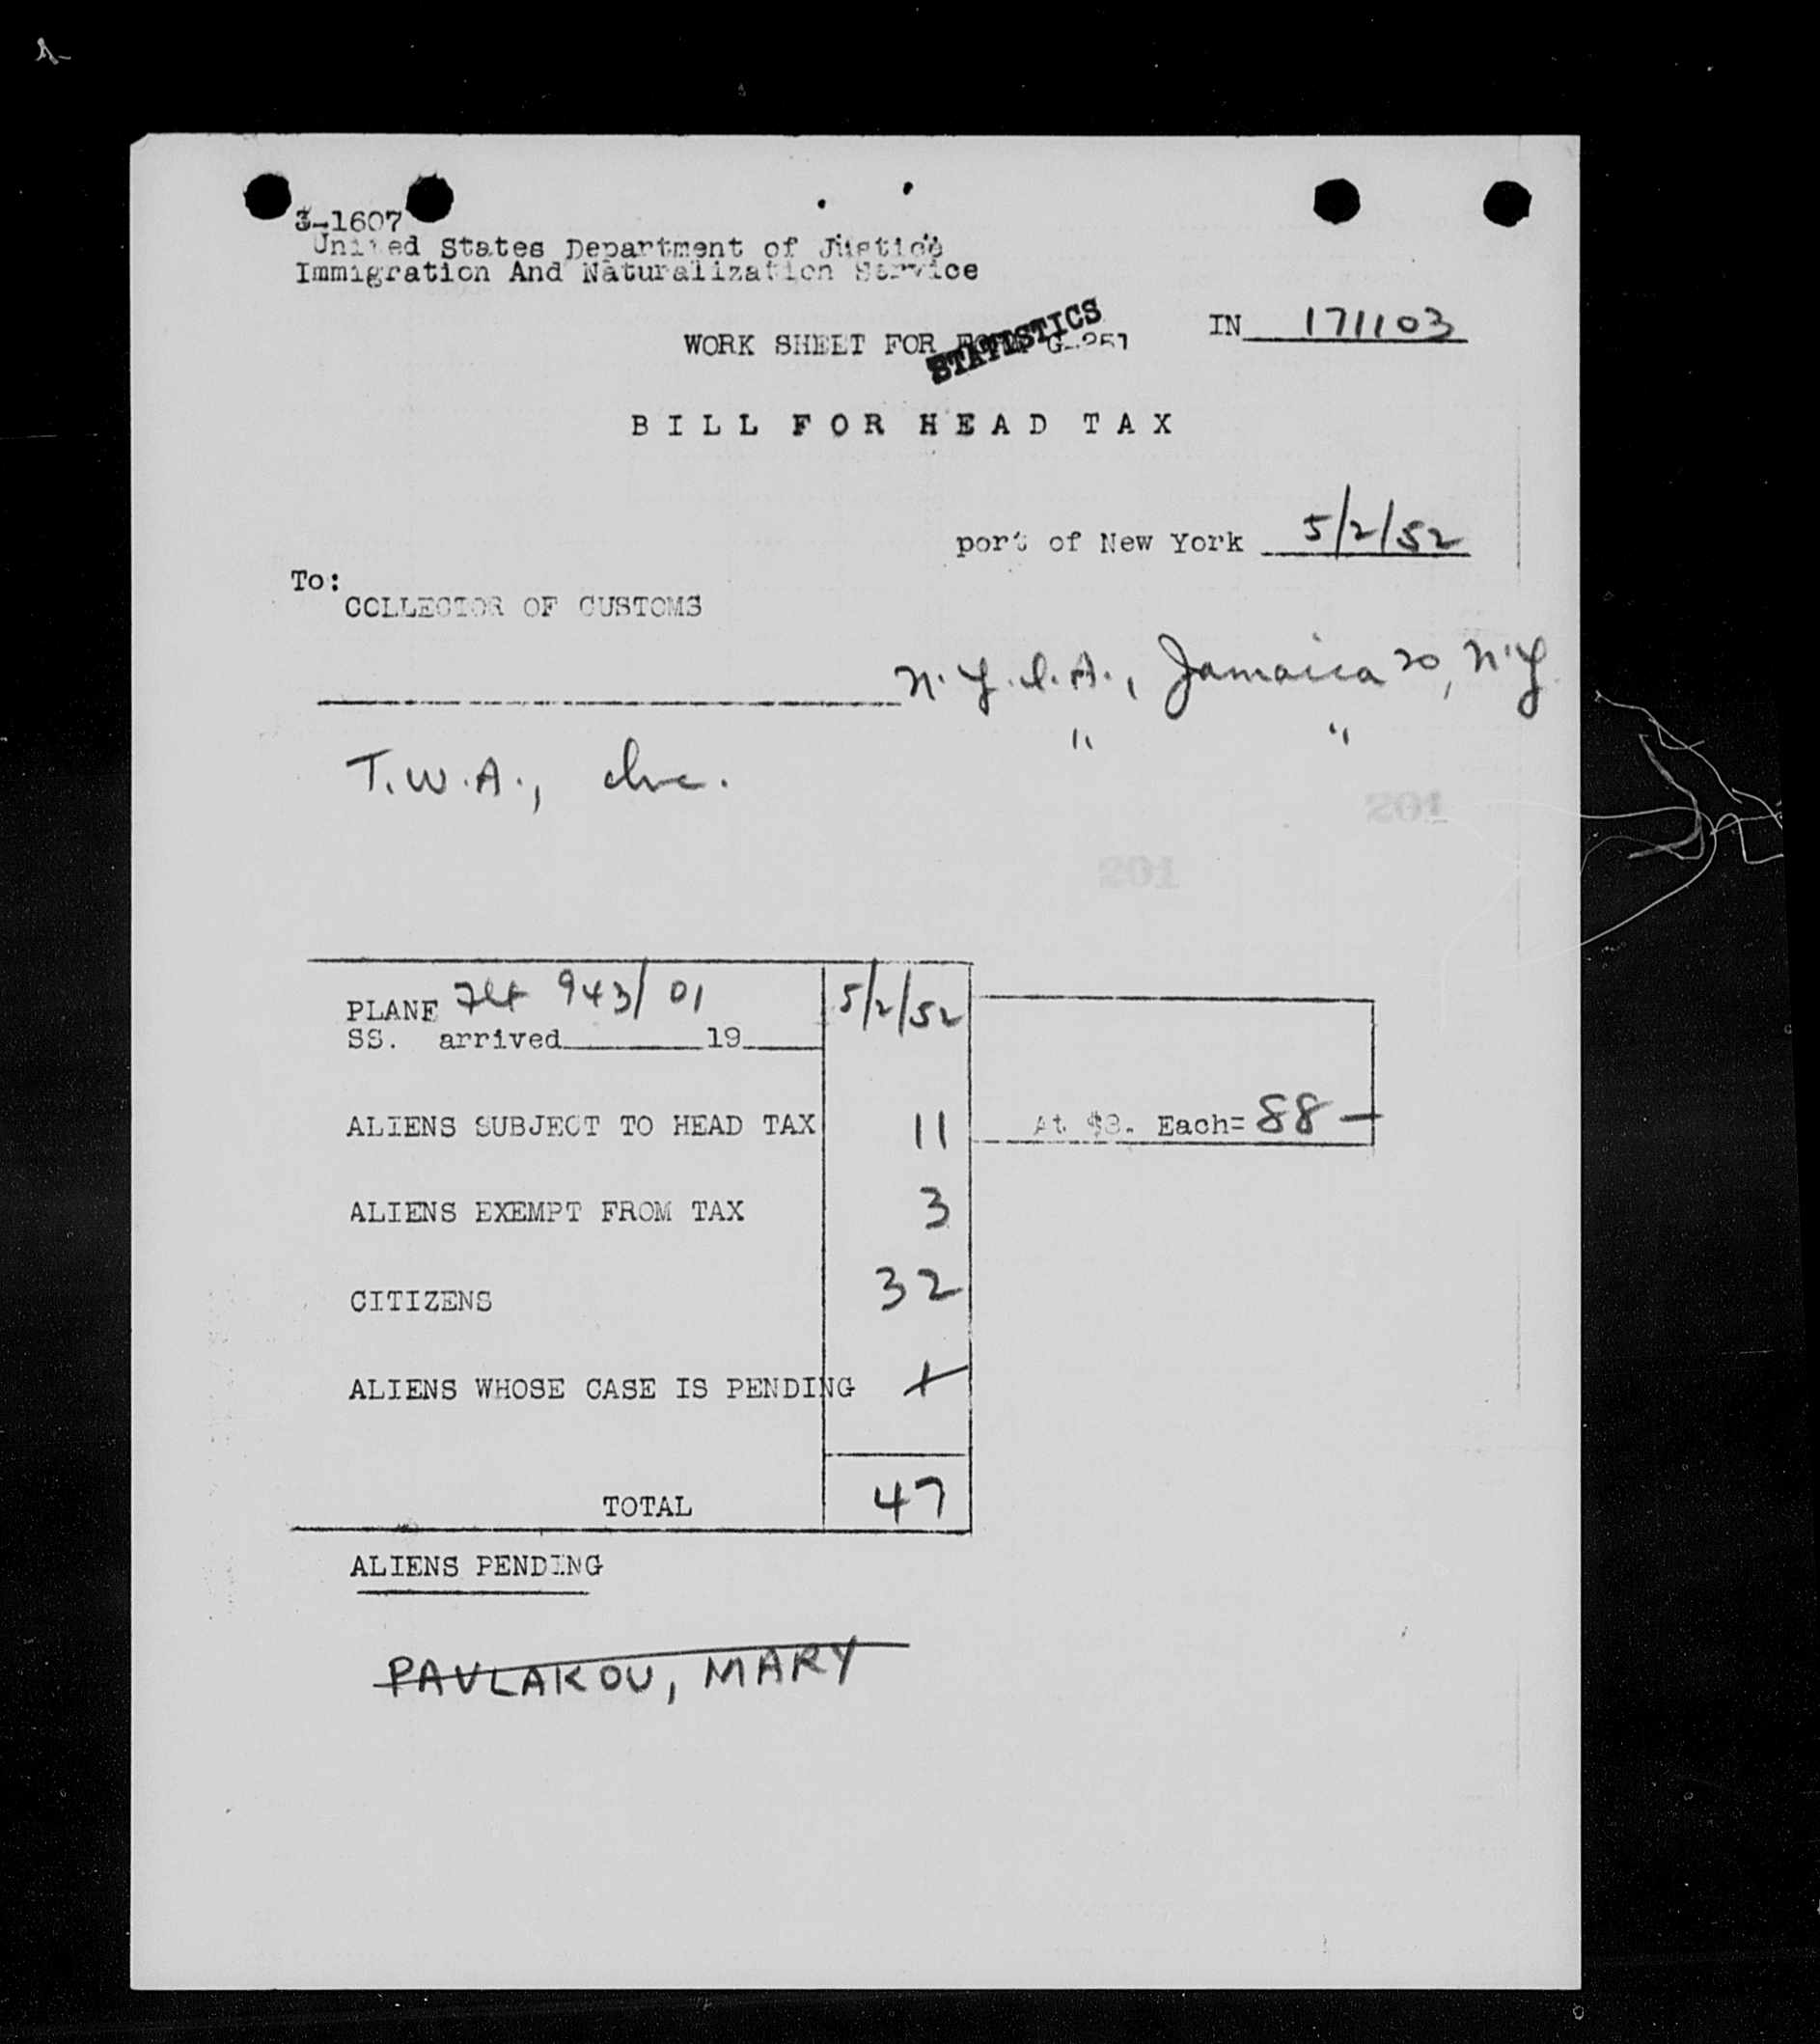 3-1607
United States Department of Justice
Immigration And Naturalization Service
STATISTICS
WORK SHEET FOR FORM G-251
IN 171103
BILL FOR HEAD TAX
port of New York 5/2/52
To:
COLLECTOR OF CUSTOMS
N.Y.I.A., Jamaica 20, N.Y
" "
T.W.A., Inc.
201
201
PLANE Flt 943/01 5/2/52
SS. arrived 19
ALIENS SUBJECT TO HEAD TAX 11 At $8. Each= 88 —
ALIENS EXEMPT FROM TAX 3
CITIZENS 32
ALIENS WHOSE CASE IS PENDING 1
TOTAL 47
ALIENS PENDING
PAVLAKOU, MARY